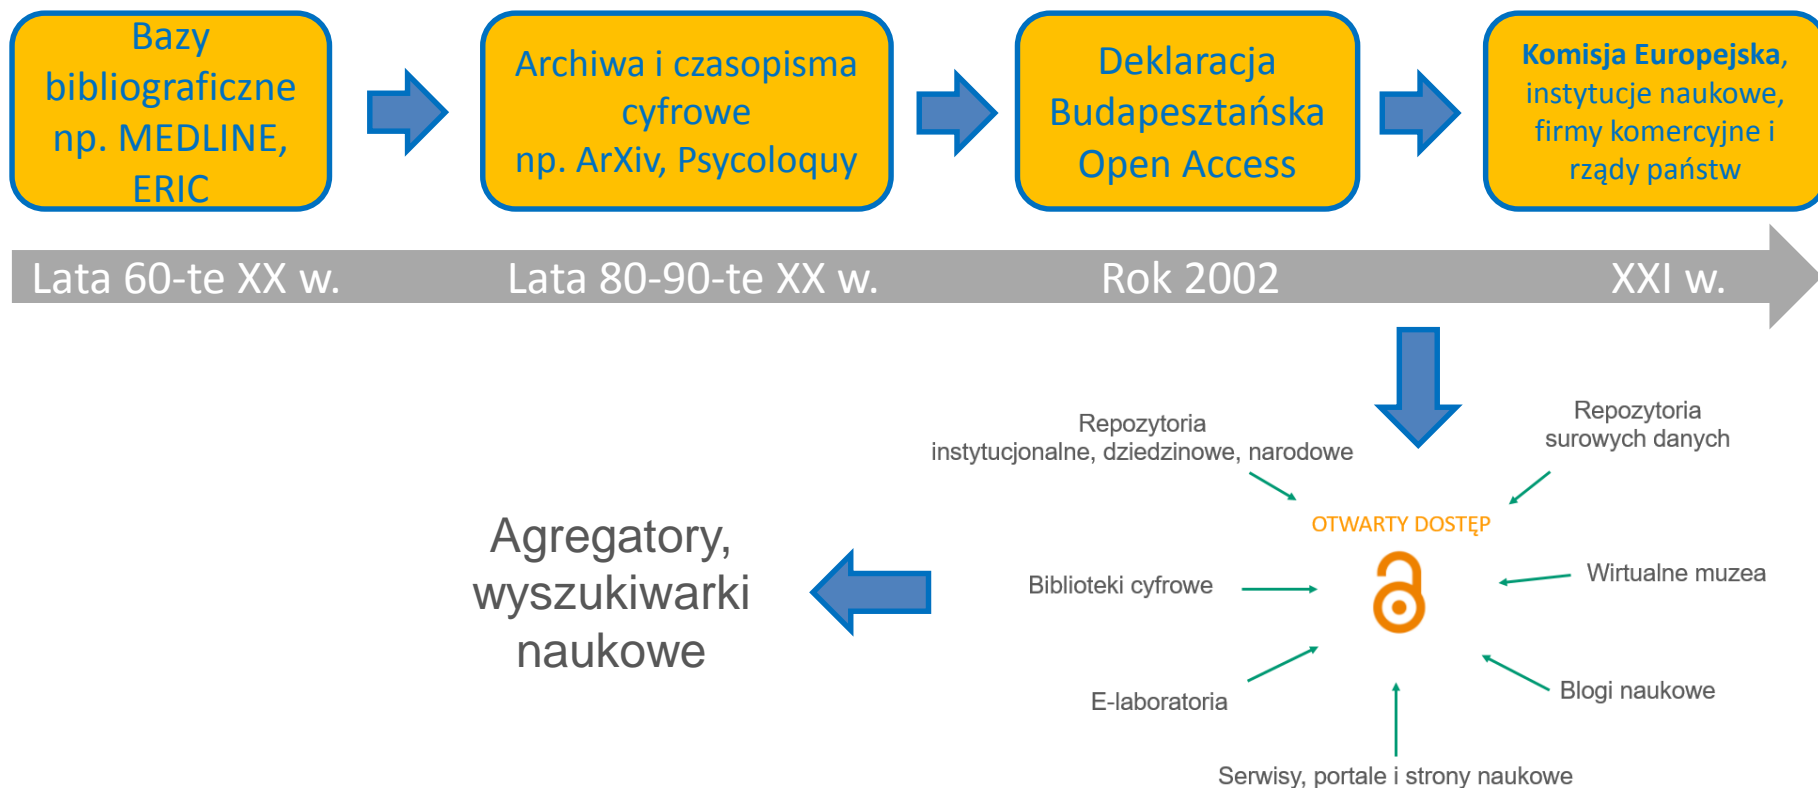 Bazy
bibliograficzne
np. MEDLINE,
ERIC
Archiwa i czasopisma
cyfrowe
np. ArXiv, Psycoloquy
Deklaracja
Budapesztańska
Open Access
Komisja Europejska,
instytucje naukowe,
firmy komercyjne i
rządy państw
Lata 60-te XX w.
Lata 80-90-te XX w.
Rok 2002
XXI w.
Repozytoria
instytucjonalne, dziedzinowe, narodowe
Repozytoria
surowych danych
OTWARTY DOSTĘP
Agregatory,
wyszukiwarki
naukowe
Biblioteki cyfrowe
Wirtualne muzea
E-laboratoria
Blogi naukowe
Serwisy, portale i strony naukowe